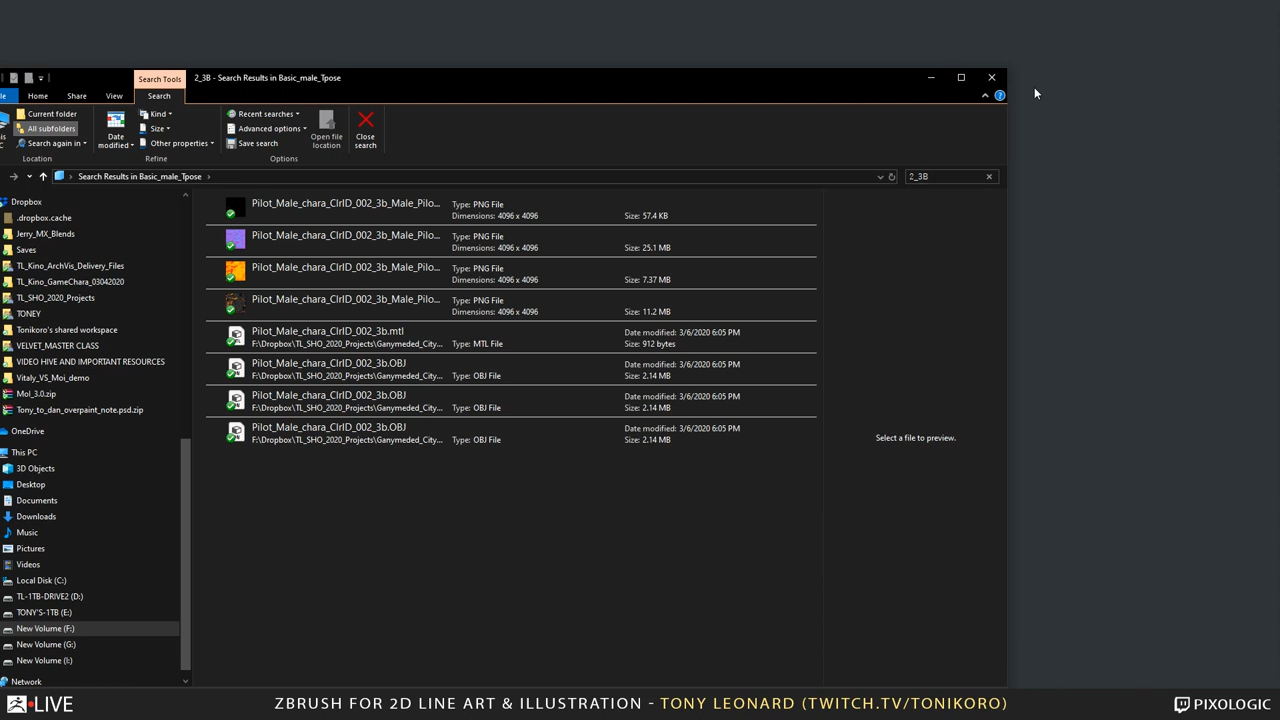 Search Tools
2_3B - Search Results in Basic_male_Tpose
Home
Share
View
Search
Current folder
All subfolders
Search again in
Location
Date modified
Kind
Size
Other properties
Refine
Recent searches
Advanced options
Save search
Options
Open file location
Close search
Search Results in Basic_male_Tpose
2_3B
Dropbox
.dropbox.cache
Jerry_MX_Blends
Saves
TL_Kino_ArchVis_Delivery_Files
TL_Kino_GameChara_03042020
TL_SHO_2020_Projects
TONEY
Tonikoro's shared workspace
VELVET_MASTER CLASS
VIDEO HIVE AND IMPORTANT RESOURCES
Vitaly_VS_Moi_demo
MoI_3.0.zip
Tony_to_dan_overpaint_note.psd.zip
OneDrive
This PC
3D Objects
Desktop
Documents
Downloads
Music
Pictures
Videos
Local Disk (C:)
TL-1TB-DRIVE2 (D:)
TONY'S-1TB (E:)
New Volume (F:)
New Volume (G:)
New Volume (I:)
Network
Pilot_Male_chara_ClrID_002_3b_Male_Pilo... Type: PNG File
Dimensions: 4096 x 4096 Size: 57.4 KB
Pilot_Male_chara_ClrID_002_3b_Male_Pilo... Type: PNG File
Dimensions: 4096 x 4096 Size: 25.1 MB
Pilot_Male_chara_ClrID_002_3b_Male_Pilo... Type: PNG File
Dimensions: 4096 x 4096 Size: 7.37 MB
Pilot_Male_chara_ClrID_002_3b_Male_Pilo... Type: PNG File
Dimensions: 4096 x 4096 Size: 11.2 MB
Pilot_Male_chara_ClrID_002_3b.mtl Date modified: 3/6/2020 6:05 PM
F:\Dropbox\TL_SHO_2020_Projects\Ganymeded_City... Type: MTL File Size: 912 bytes
Pilot_Male_chara_ClrID_002_3b.OBJ Date modified: 3/6/2020 6:05 PM
F:\Dropbox\TL_SHO_2020_Projects\Ganymeded_City... Type: OBJ File Size: 2.14 MB
Pilot_Male_chara_ClrID_002_3b.OBJ Date modified: 3/6/2020 6:05 PM
F:\Dropbox\TL_SHO_2020_Projects\Ganymeded_City... Type: OBJ File Size: 2.14 MB
Pilot_Male_chara_ClrID_002_3b.OBJ Date modified: 3/6/2020 6:05 PM
F:\Dropbox\TL_SHO_2020_Projects\Ganymeded_City... Type: OBJ File Size: 2.14 MB
Select a file to preview.
LIVE
ZBRUSH FOR 2D LINE ART & ILLUSTRATION - TONY LEONARD (TWITCH.TV/TONIKORO)
PIXOLOGIC